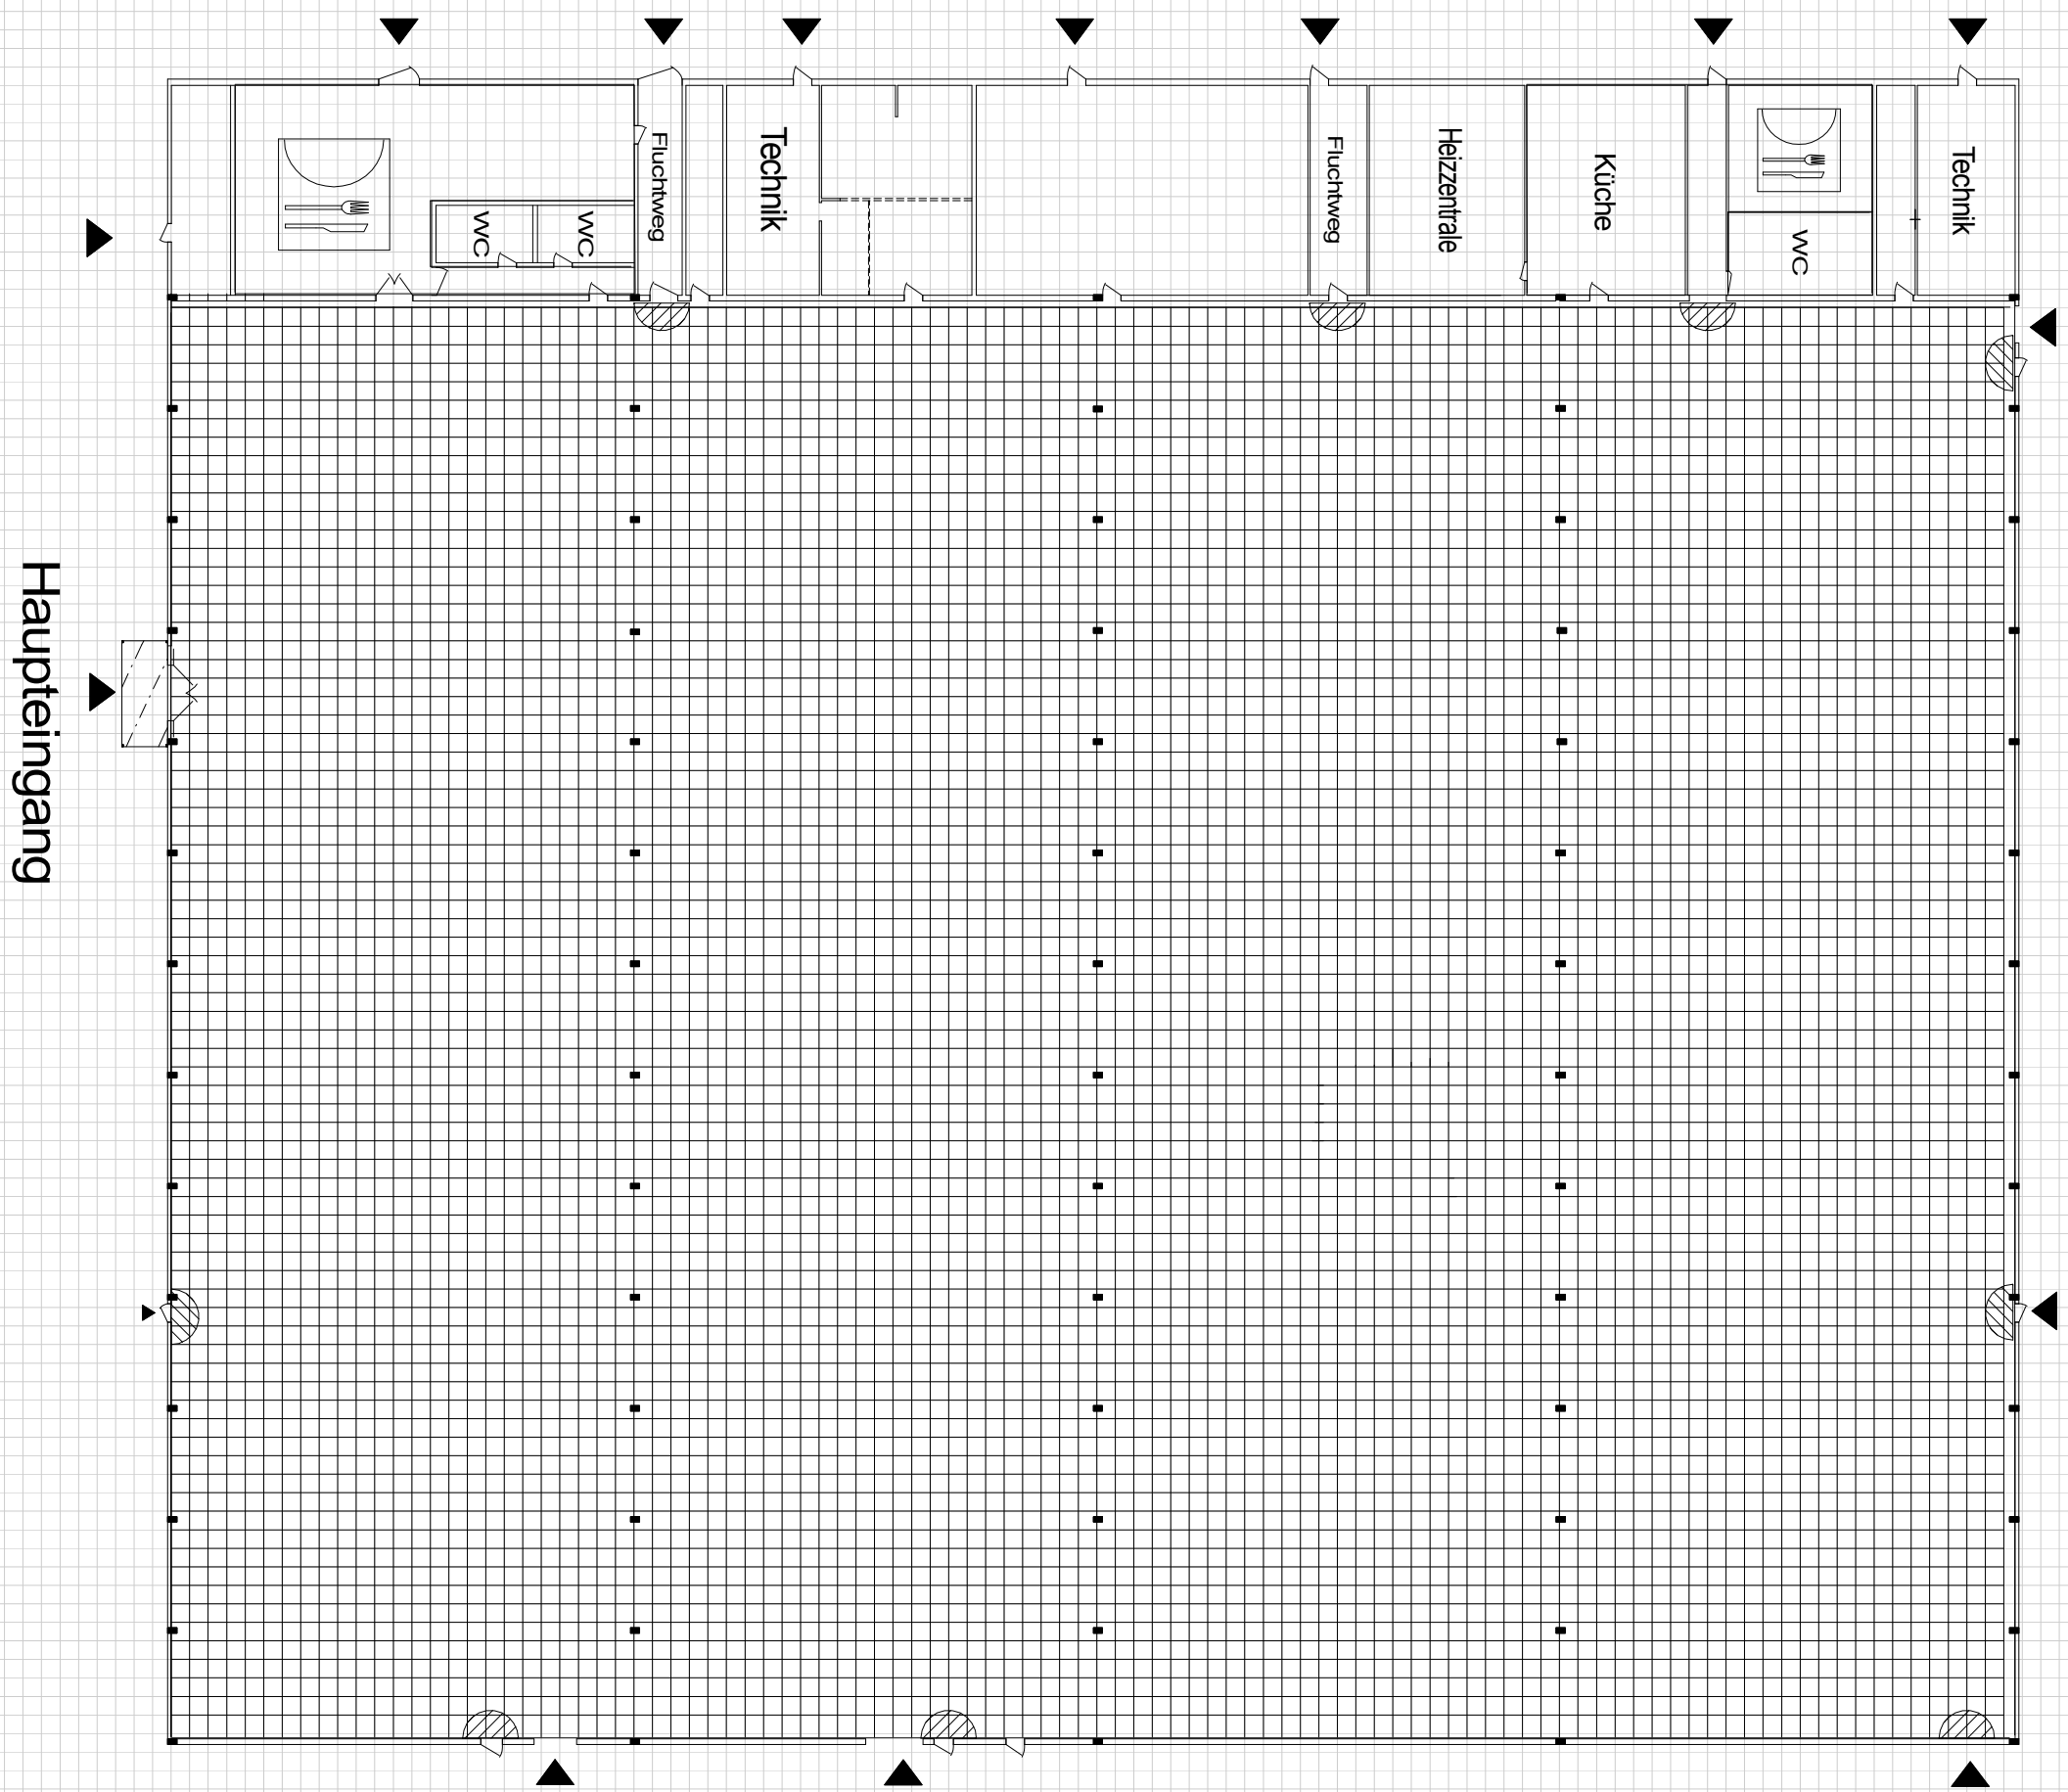 WC
WC
Fluchtweg
Technik
Fluchtweg
Heizzentrale
Küche
WC
Technik
Haupteingang